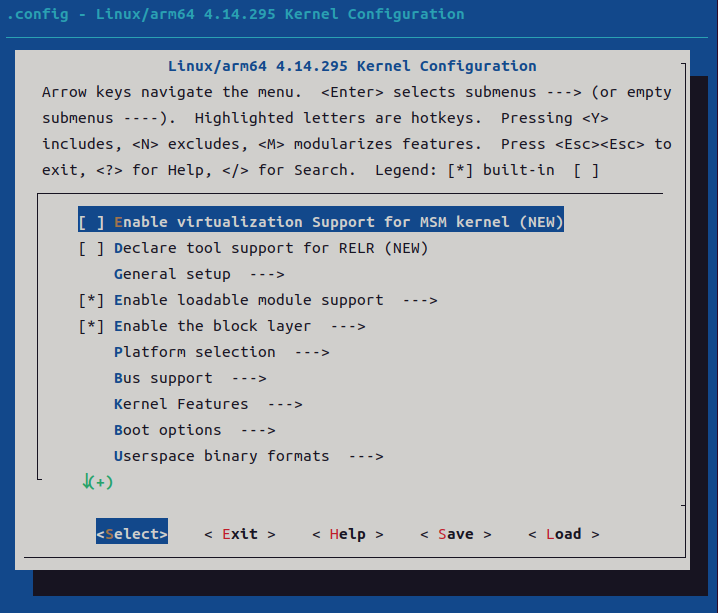 .config - Linux/arm64 4.14.295 Kernel Configuration
Linux/arm64 4.14.295 Kernel Configuration
Arrow keys navigate the menu.  <Enter> selects submenus ---> (or empty
submenus ----).  Highlighted letters are hotkeys.  Pressing <Y>
includes, <N> excludes, <M> modularizes features.  Press <Esc><Esc> to
exit, <?> for Help, </> for Search.  Legend: [*] built-in  [ ]
[ ] Enable virtualization Support for MSM kernel (NEW)
[ ] Declare tool support for RELR (NEW)
General setup  --->
[*] Enable loadable module support  --->
[*] Enable the block layer  --->
Platform selection  --->
Bus support  --->
Kernel Features  --->
Boot options  --->
Userspace binary formats  --->
↓(+)
<Select>    < Exit >    < Help >    < Save >    < Load >